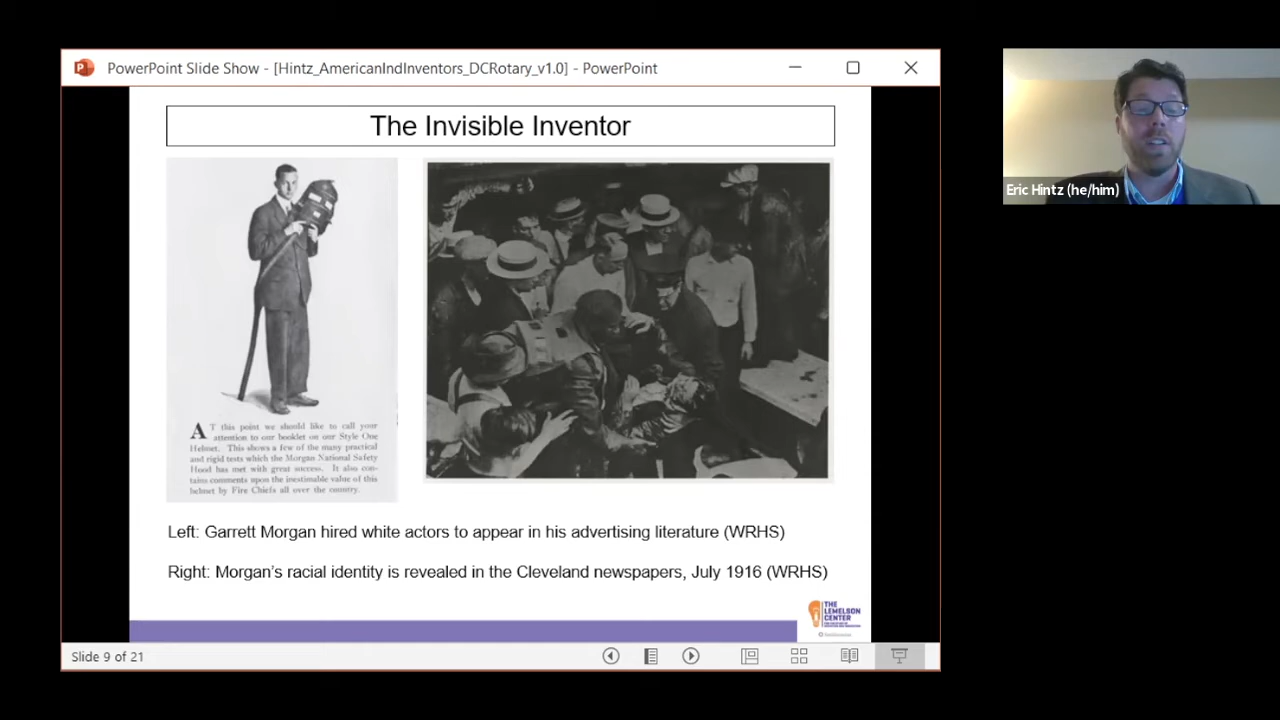 PowerPoint Slide Show - [Hintz_AmericanIndInventors_DCRotary_v1.0] - PowerPoint
The Invisible Inventor
Eric Hintz (he/him)
AT this point we should like to call your
attention to our booklet on our Style One
Helmet. This shows a few of the many practical
and rigid tests which the Morgan National Safety
Hood has met with great success. It also con-
tains comments upon the inestimable value of this
helmet by Fire Chiefs all over the country.
Left: Garrett Morgan hired white actors to appear in his advertising literature (WRHS)
Right: Morgan's racial identity is revealed in the Cleveland newspapers, July 1916 (WRHS)
THE
LEMELSON
CENTER
Slide 9 of 21